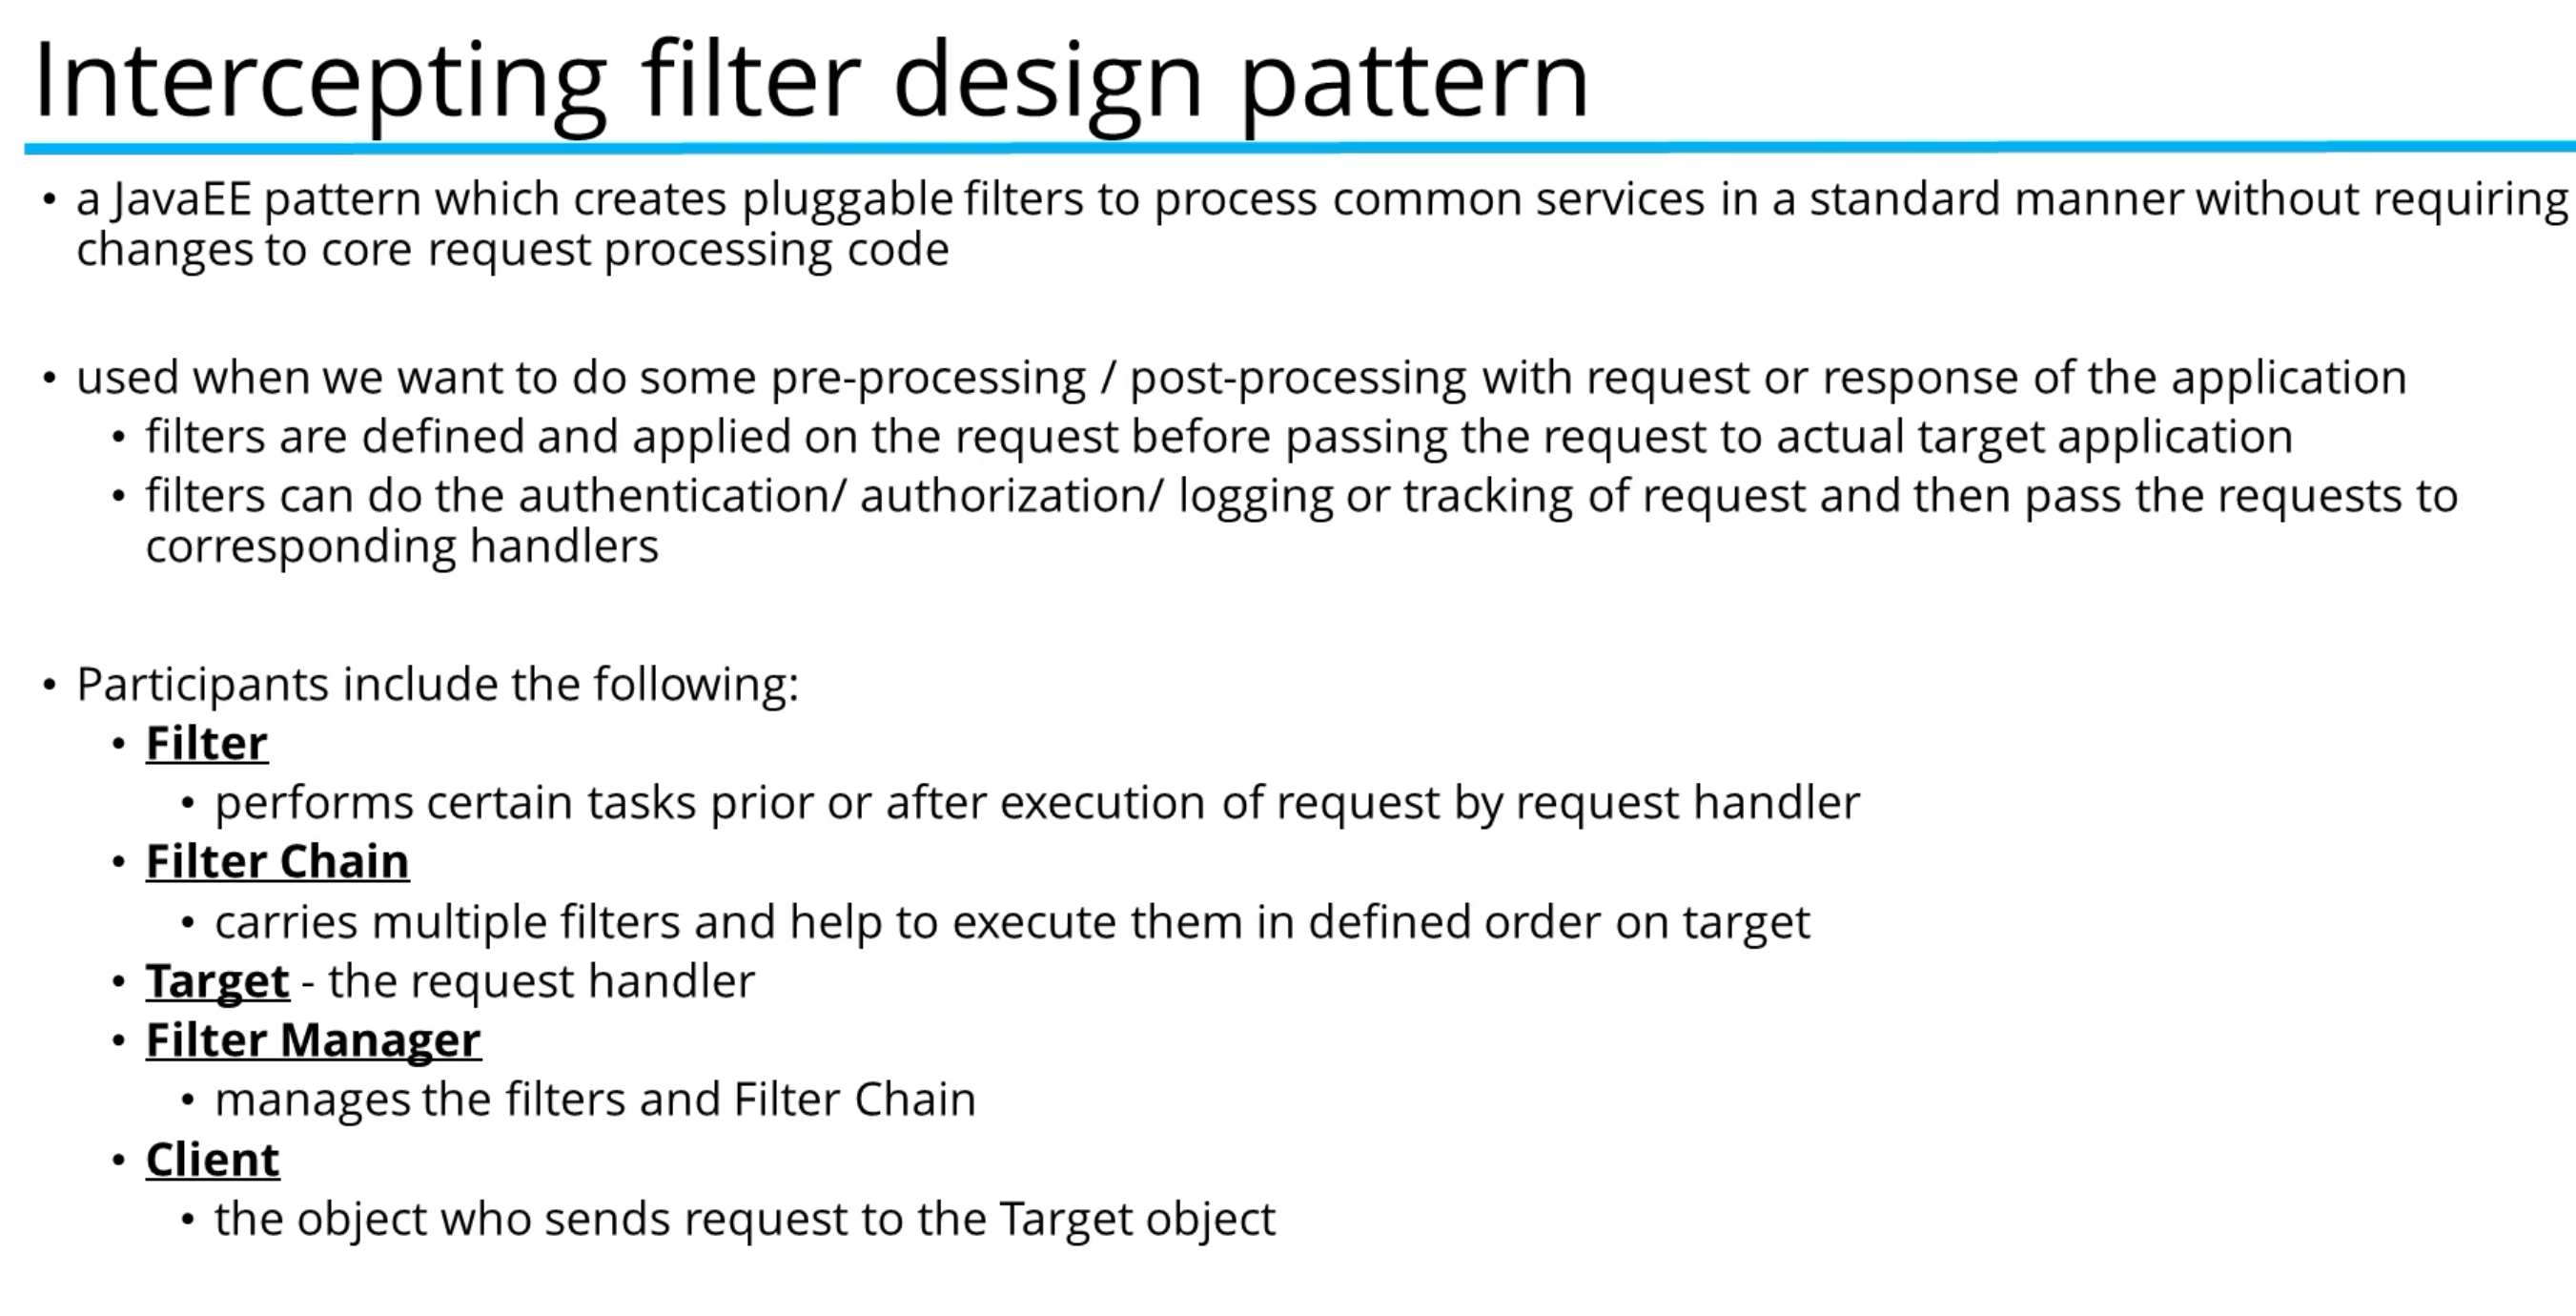 Intercepting filter design pattern
• a JavaEE pattern which creates pluggable filters to process common services in a standard manner without requiring
changes to core request processing code
• used when we want to do some pre-processing / post-processing with request or response of the application
• filters are defined and applied on the request before passing the request to actual target application
• filters can do the authentication/ authorization/ logging or tracking of request and then pass the requests to
corresponding handlers
• Participants include the following:
• Filter
• performs certain tasks prior or after execution of request by request handler
• Filter Chain
• carries multiple filters and help to execute them in defined order on target
• Target - the request handler
• Filter Manager
• manages the filters and Filter Chain
• Client
• the object who sends request to the Target object